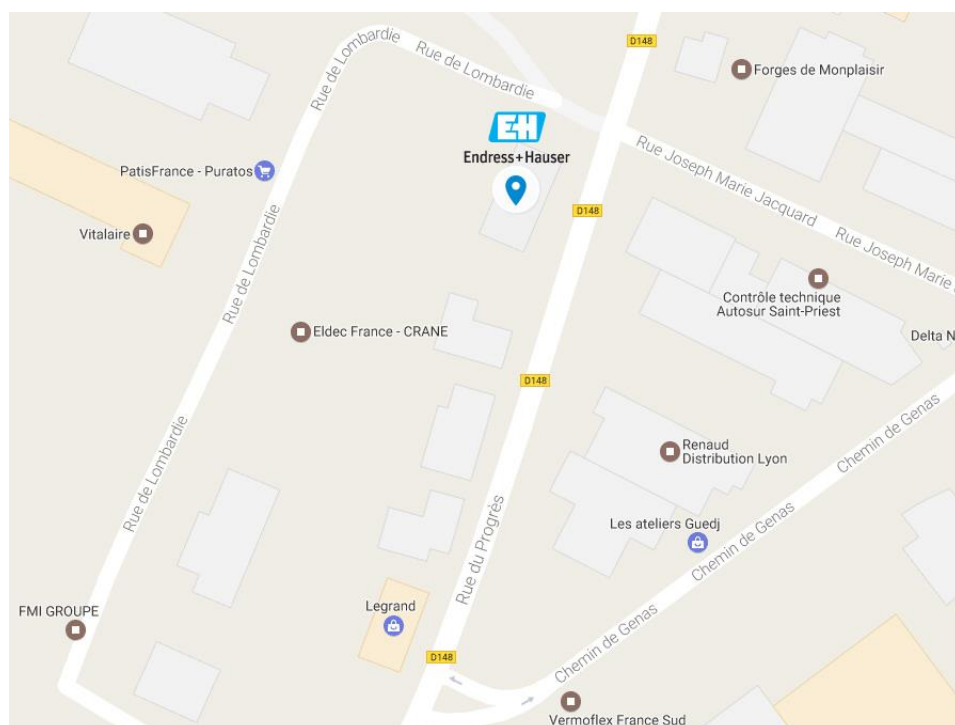 Rue de Lombardie
Rue de Lombardie
D148
Forges de Monplaisir
EH
Endress+Hauser
Rue Joseph Marie Jacquard
Rue Joseph Marie
PatisFrance - Puratos
D148
Vitalaire
Rue de Lombardie
Contrôle technique
Autosur Saint-Priest
Eldec France - CRANE
Delta N
D148
Chemin de Genas
Renaud
Distribution Lyon
Rue de Lombardie
Rue du Progrès
Les ateliers Guedj
Chemin de Genas
FMI GROUPE
Legrand
Chemin de Genas
D148
Vermoflex France Sud